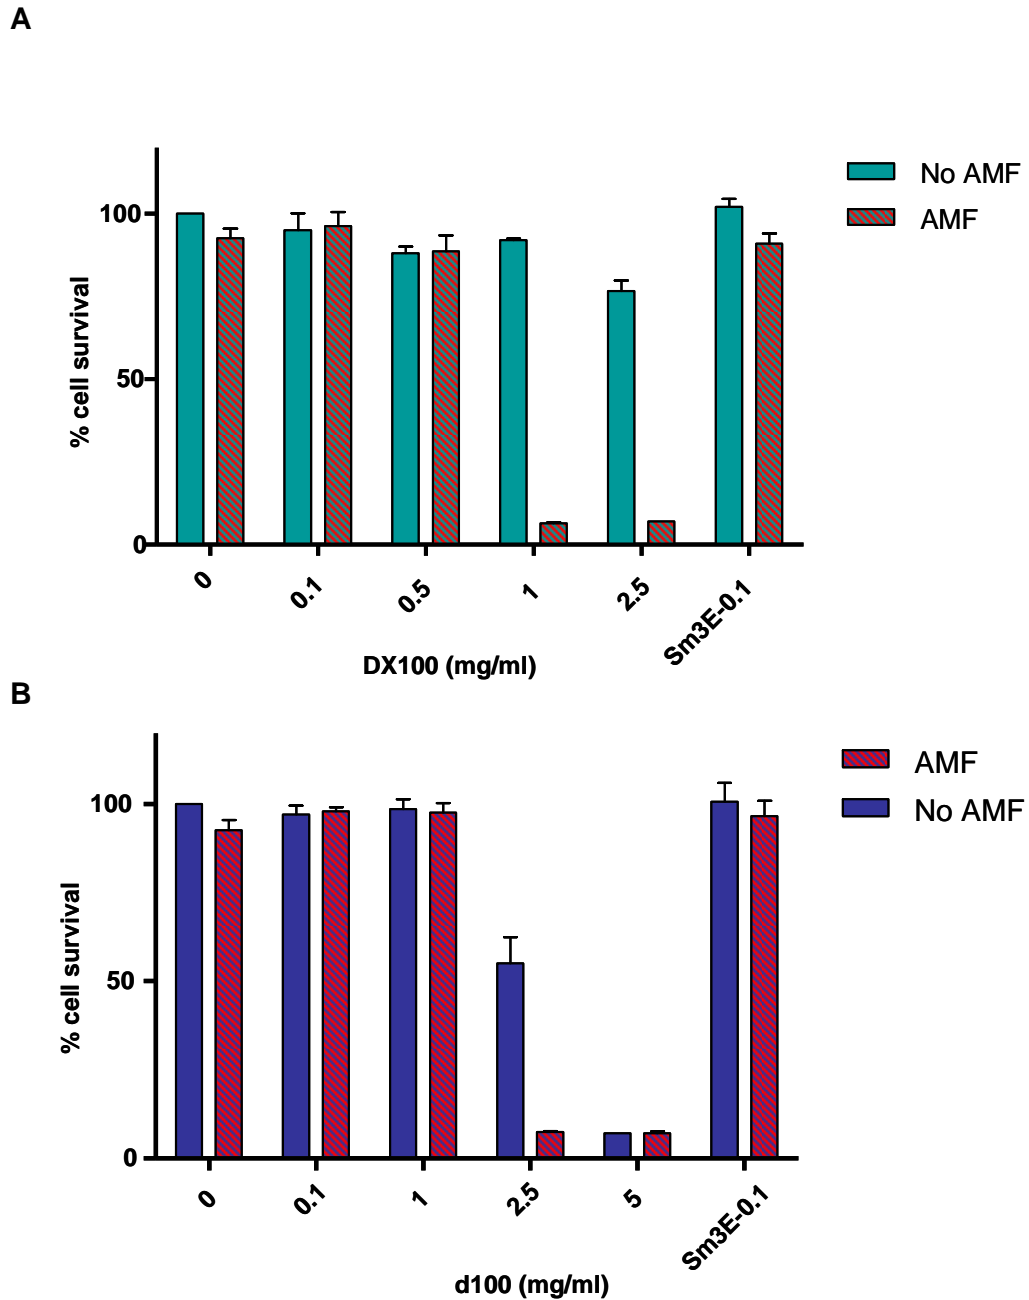 A
No AMF
AMF
100
50
0
% cell survival
0
0.1
0.5
1
2.5
Sm3E-0.1
DX100 (mg/ml)
B
AMF
No AMF
100
50
0
% cell survival
0
0.1
1
2.5
5
Sm3E-0.1
d100 (mg/ml)